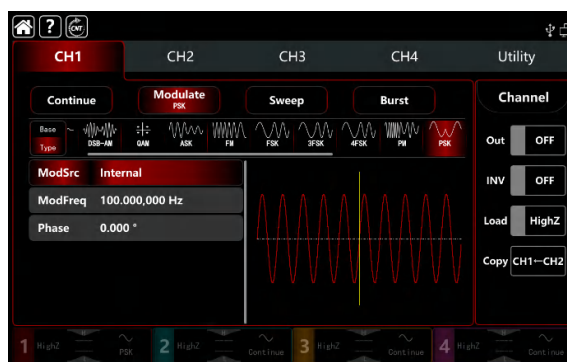 ? CNT
CH1 CH2 CH3 CH4 Utility
Continue Modulate PSK Sweep Burst Channel
Base Type DSB-AM QAM ASK FM FSK 3FSK 4FSK PM PSK
Out OFF
ModSrc Internal
INV OFF
ModFreq 100.000,000 Hz
Load HighZ
Phase 0.000 °
Copy CH1←CH2
1 HighZ PSK 2 HighZ Continue 3 HighZ Continue 4 HighZ Continue